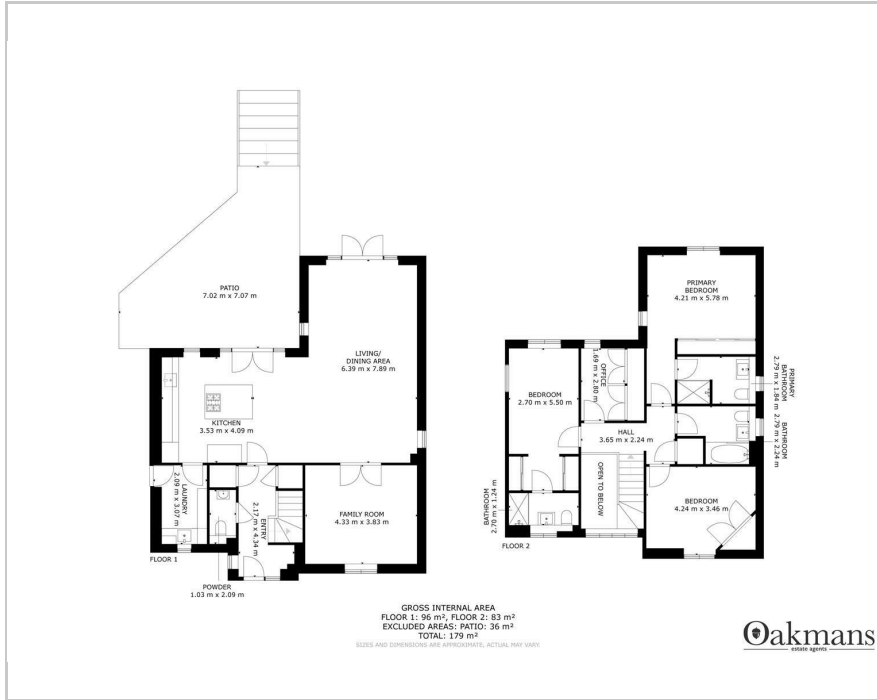 PATIO
7.02 m x 7.07 m
LIVING/
DINING AREA
6.39 m x 7.89 m
KITCHEN
3.53 m x 4.09 m
LAUNDRY
2.09 m x 3.07 m
ENTRY
2.17 m x 4.34 m
FAMILY ROOM
4.33 m x 3.83 m
FLOOR 1
POWDER
1.03 m x 2.09 m
PRIMARY
BEDROOM
4.21 m x 5.78 m
OFFICE
1.69 m x 2.80 m
BEDROOM
2.70 m x 5.50 m
PRIMARY
BATHROOM
2.79 m x 1.84 m
HALL
3.65 m x 2.24 m
BATHROOM
2.79 m x 2.24 m
OPEN TO BELOW
BEDROOM
4.24 m x 3.46 m
BATHROOM
2.70 m x 1.24 m
FLOOR 2
GROSS INTERNAL AREA
FLOOR 1: 96 m², FLOOR 2: 83 m²
EXCLUDED AREAS: PATIO: 36 m²
TOTAL: 179 m²
SIZES AND DIMENSIONS ARE APPROXIMATE, ACTUAL MAY VARY.
Oakmans
estate agents